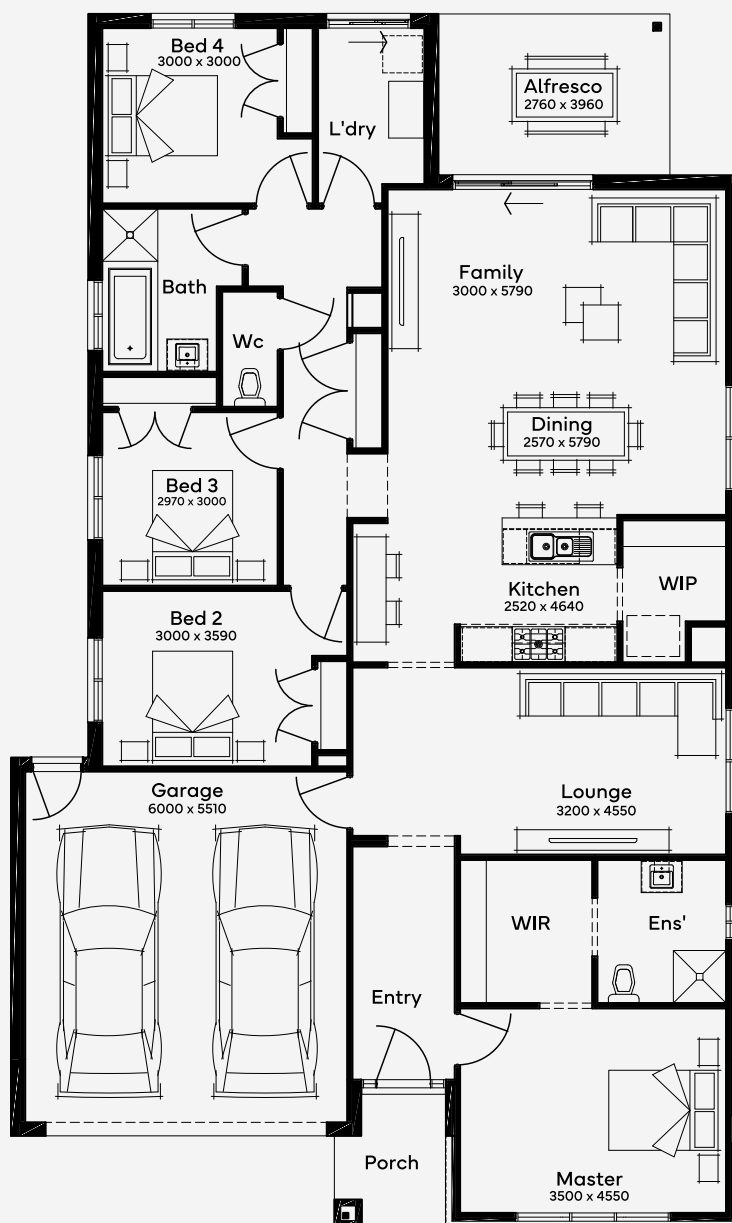 Bed 4
3000 x 3000
L'dry
Alfresco
2760 x 3960
Bath
Wc
Family
3000 x 5790
Dining
2570 x 5790
Bed 3
2970 x 3000
Kitchen
2520 x 4640
WIP
Bed 2
3000 x 3590
Garage
6000 x 5510
Lounge
3200 x 4550
WIR
Ens'
Entry
Porch
Master
3500 x 4550